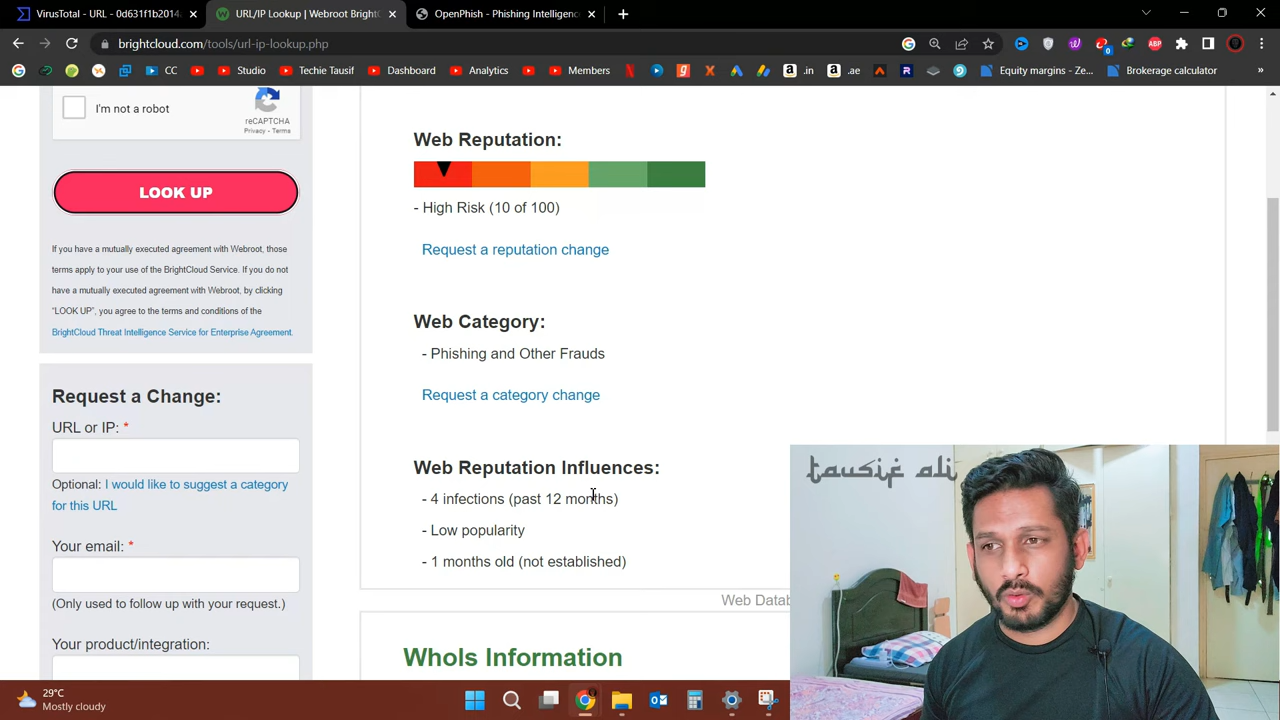 VirusTotal - URL - 0d631f1b2014
URL/IP Lookup | Webroot Bright
OpenPhish - Phishing Intelligenc
brightcloud.com/tools/url-ip-lookup.php
CC
Studio
Techie Tausif
Dashboard
Analytics
Members
.in
.ae
Equity margins - Ze...
Brokerage calculator
»
I'm not a robot
reCAPTCHA
Privacy - Terms
LOOK UP
If you have a mutually executed agreement with Webroot, those
terms apply to your use of the BrightCloud Service. If you do not
have a mutually executed agreement with Webroot, by clicking
"LOOK UP", you agree to the terms and conditions of the
BrightCloud Threat Intelligence Service for Enterprise Agreement.
Request a Change:
URL or IP: *
Optional: I would like to suggest a category
for this URL
Your email: *
(Only used to follow up with your request.)
Your product/integration:
Web Reputation:
- High Risk (10 of 100)
Request a reputation change
Web Category:
- Phishing and Other Frauds
Request a category change
Web Reputation Influences:
- 4 infections (past 12 months)
- Low popularity
- 1 months old (not established)
Web Datab
WhoIs Information
tausif ali
29°C
Mostly cloudy